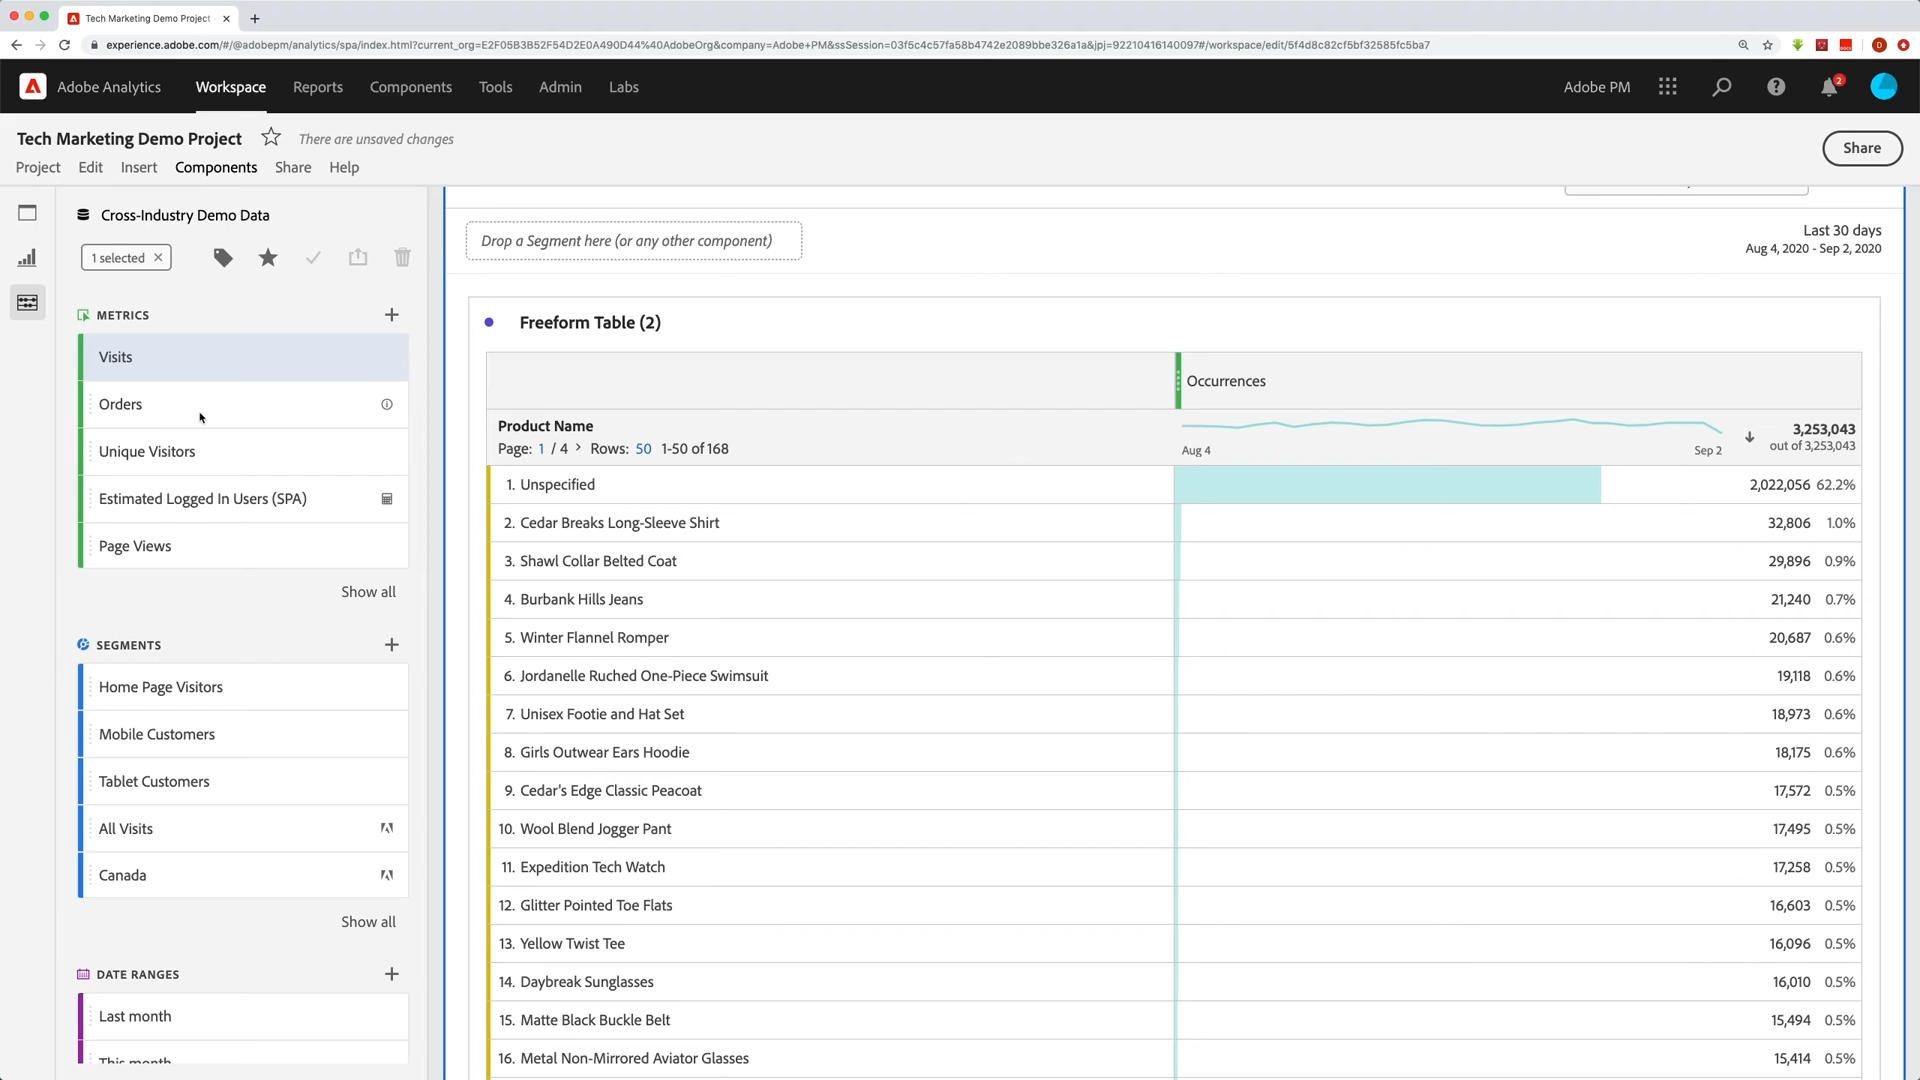 Tech Marketing Demo Project
experience.adobe.com/#/@adobepm/analytics/spa/index.html?current_org=E2F05B3B52F54D2E0A490D44%40AdobeOrg&company=Adobe+PM&ssSession=03f5c4c57fa58b4742e2089bbe326a1a&jpj=92210416140097#/workspace/edit/5f4d8c82cf5bf32585fc5ba7
D
Adobe Analytics Workspace Reports Components Tools Admin Labs Adobe PM 2
Tech Marketing Demo Project There are unsaved changes
Project Edit Insert Components Share Help
Share
Cross-Industry Demo Data
1 selected
METRICS
Visits
Orders
Unique Visitors
Estimated Logged In Users (SPA)
Page Views
Show all
SEGMENTS
Home Page Visitors
Mobile Customers
Tablet Customers
All Visits
Canada
Show all
DATE RANGES
Last month
This month
Drop a Segment here (or any other component)
Last 30 days
Aug 4, 2020 - Sep 2, 2020
Freeform Table (2)
Occurrences
Product Name
Page: 1 / 4 > Rows: 50 1-50 of 168
Aug 4 Sep 2
3,253,043
out of 3,253,043
1. Unspecified 2,022,056 62.2%
2. Cedar Breaks Long-Sleeve Shirt 32,806 1.0%
3. Shawl Collar Belted Coat 29,896 0.9%
4. Burbank Hills Jeans 21,240 0.7%
5. Winter Flannel Romper 20,687 0.6%
6. Jordanelle Ruched One-Piece Swimsuit 19,118 0.6%
7. Unisex Footie and Hat Set 18,973 0.6%
8. Girls Outwear Ears Hoodie 18,175 0.6%
9. Cedar's Edge Classic Peacoat 17,572 0.5%
10. Wool Blend Jogger Pant 17,495 0.5%
11. Expedition Tech Watch 17,258 0.5%
12. Glitter Pointed Toe Flats 16,603 0.5%
13. Yellow Twist Tee 16,096 0.5%
14. Daybreak Sunglasses 16,010 0.5%
15. Matte Black Buckle Belt 15,494 0.5%
16. Metal Non-Mirrored Aviator Glasses 15,414 0.5%